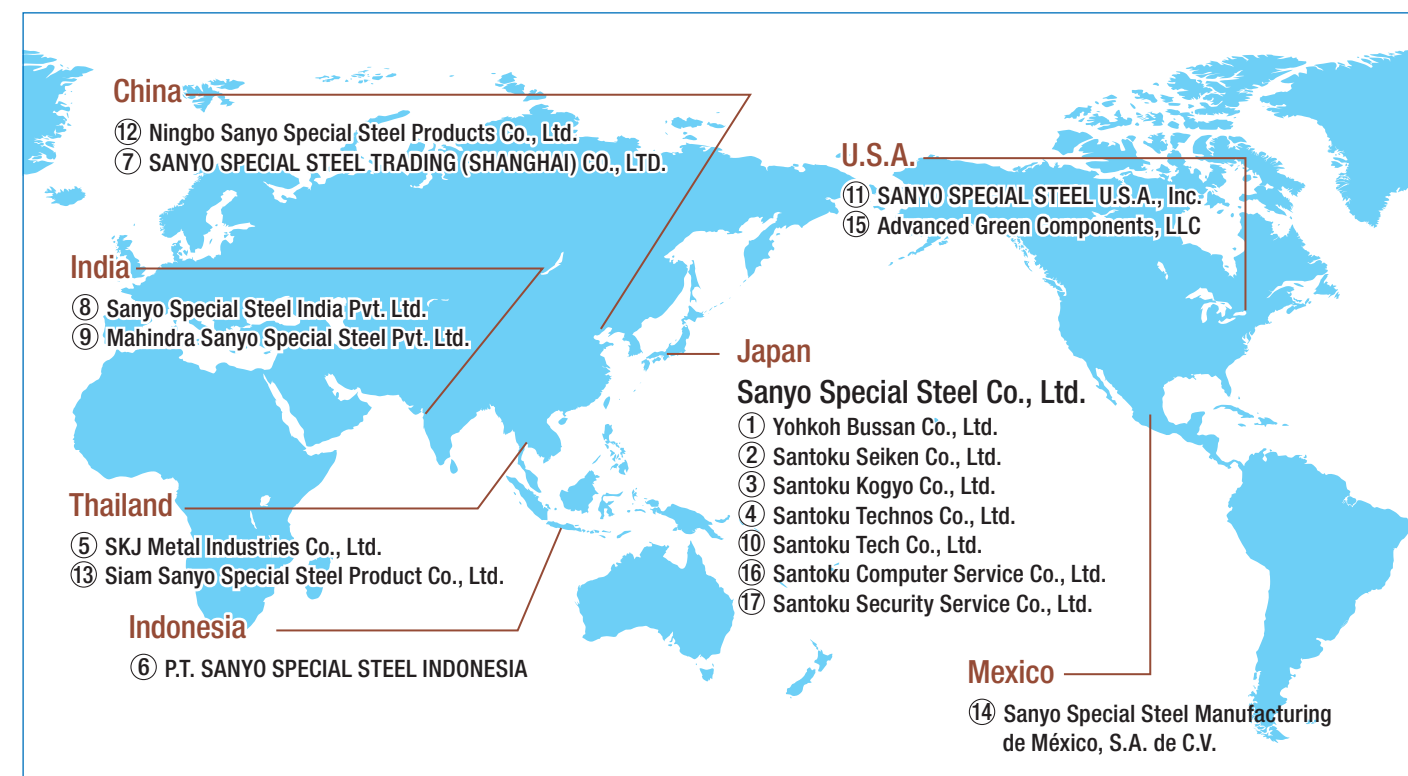 China
⑫ Ningbo Sanyo Special Steel Products Co., Ltd.
⑦ SANYO SPECIAL STEEL TRADING (SHANGHAI) CO., LTD.
India
⑧ Sanyo Special Steel India Pvt. Ltd.
⑨ Mahindra Sanyo Special Steel Pvt. Ltd.
Thailand
⑤ SKJ Metal Industries Co., Ltd.
⑬ Siam Sanyo Special Steel Product Co., Ltd.
Indonesia
⑥ P.T. SANYO SPECIAL STEEL INDONESIA
U.S.A.
⑪ SANYO SPECIAL STEEL U.S.A., Inc.
⑮ Advanced Green Components, LLC
Japan
Sanyo Special Steel Co., Ltd.
① Yohkoh Bussan Co., Ltd.
② Santoku Seiken Co., Ltd.
③ Santoku Kogyo Co., Ltd.
④ Santoku Technos Co., Ltd.
⑩ Santoku Tech Co., Ltd.
⑯ Santoku Computer Service Co., Ltd.
⑰ Santoku Security Service Co., Ltd.
Mexico
⑭ Sanyo Special Steel Manufacturing
de México, S.A. de C.V.